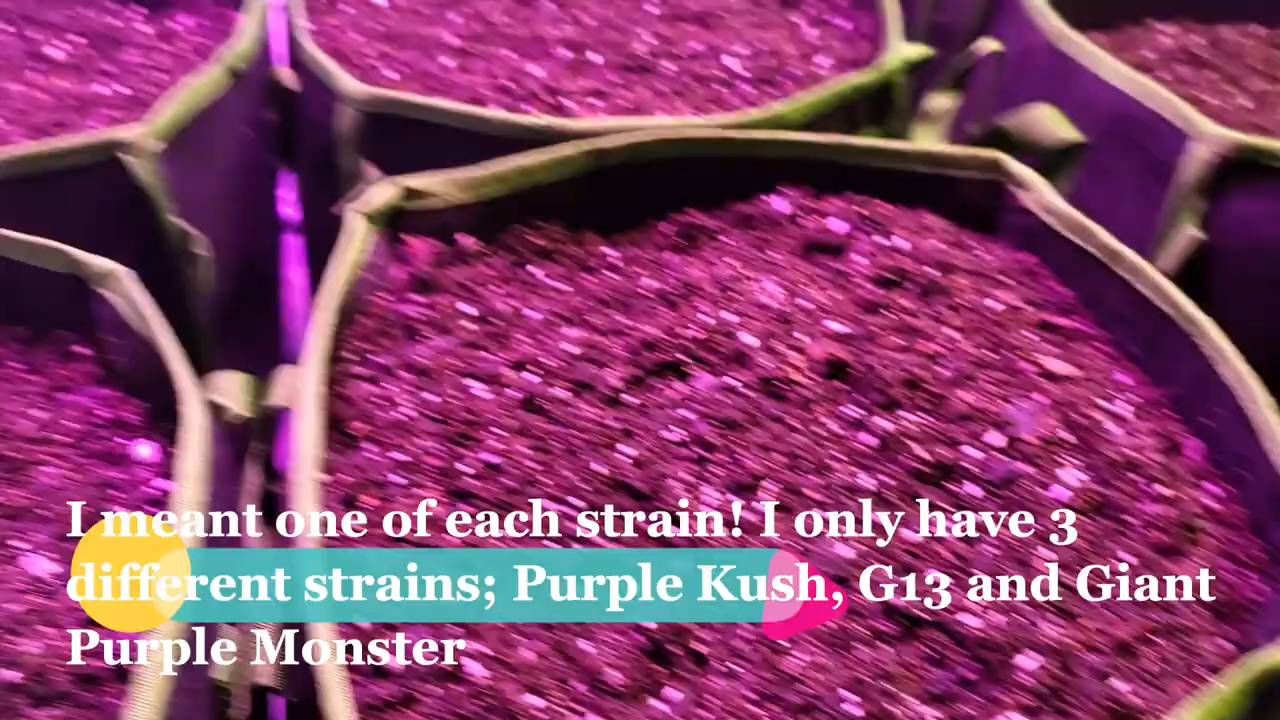 I meant one of each strain! I only have 3
different strains; Purple Kush, G13 and Giant
Purple Monster